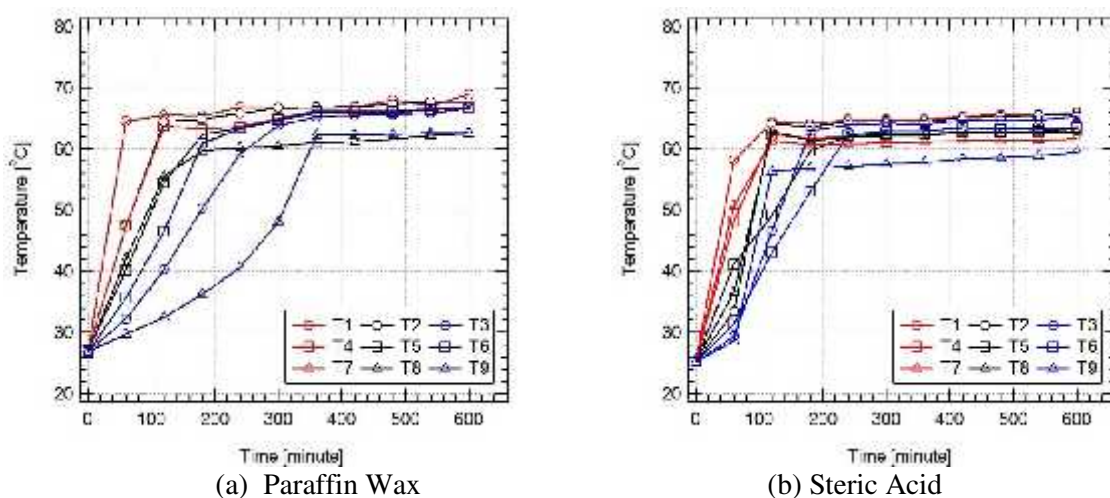 80
70
60
50
40
30
20
Temperature [°C]
T1 T2 T3
T4 T5 T6
T7 T8 T9
0 100 200 300 400 500 600
Time [minute]
(a) Paraffin Wax
80
70
60
50
40
30
20
Temperature [°C]
T1 T2 T3
T4 T5 T6
T7 T8 T9
0 100 200 300 400 500 600
Time [minute]
(b) Steric Acid